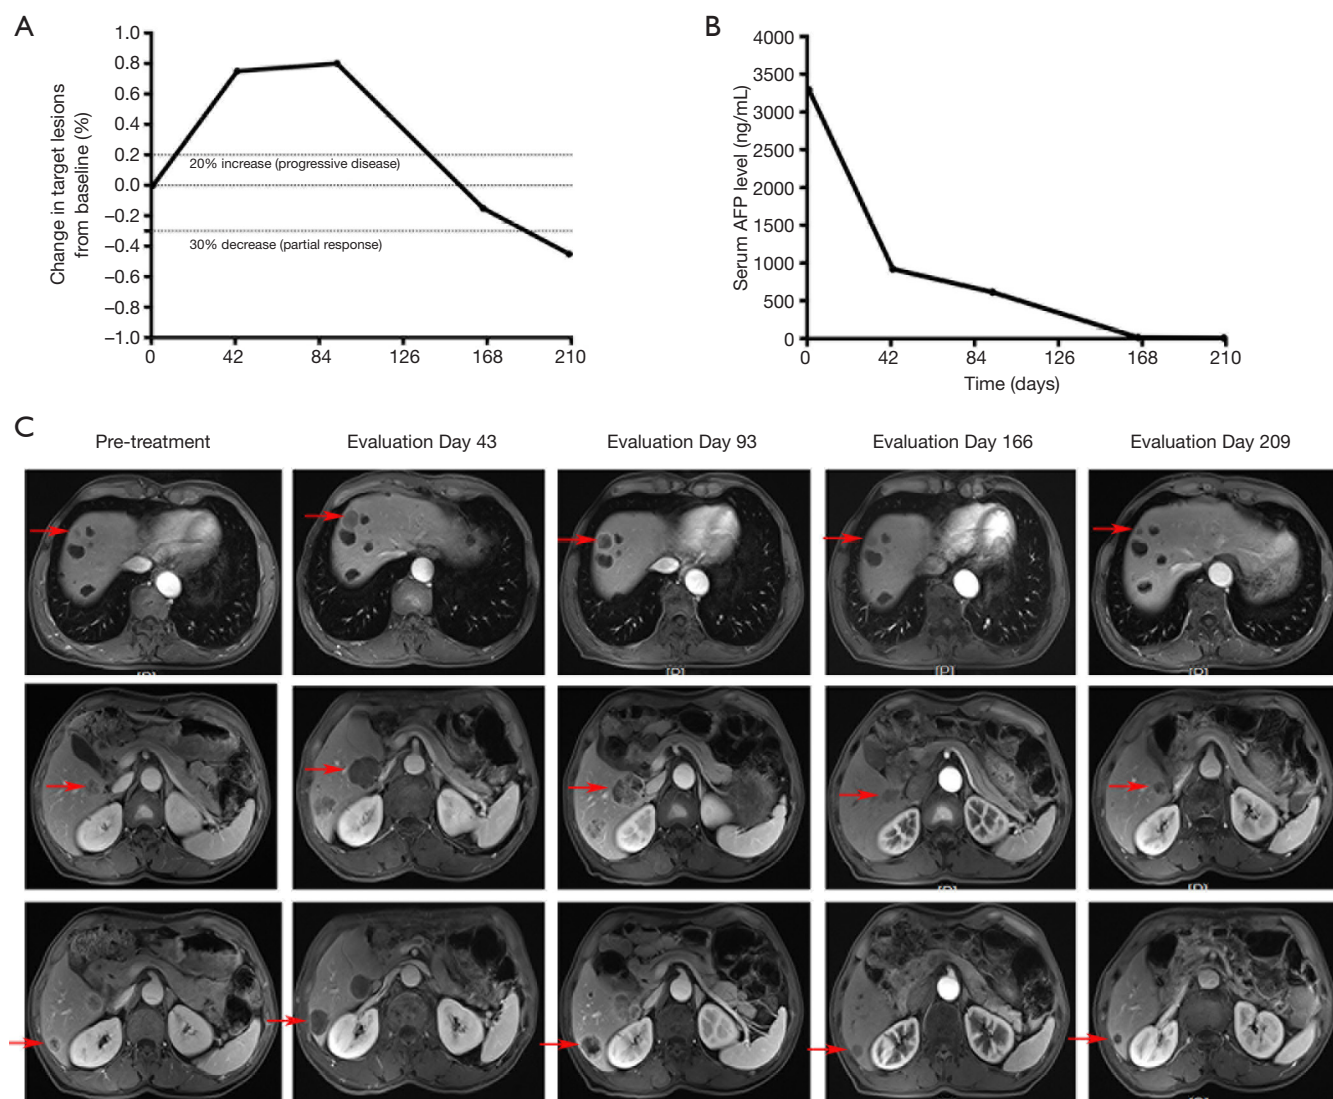 A
Change in target lesions
from baseline (%)
1.0
0.8
0.6
0.4
0.2
0.0
–0.2
–0.4
–0.6
–0.8
–1.0
20% increase (progressive disease)
30% decrease (partial response)
0 42 84 126 168 210
B
Serum AFP level (ng/mL)
4000
3500
3000
2500
2000
1500
1000
500
0
0 42 84 126 168 210
Time (days)
C
Pre-treatment Evaluation Day 43 Evaluation Day 93 Evaluation Day 166 Evaluation Day 209
[P]